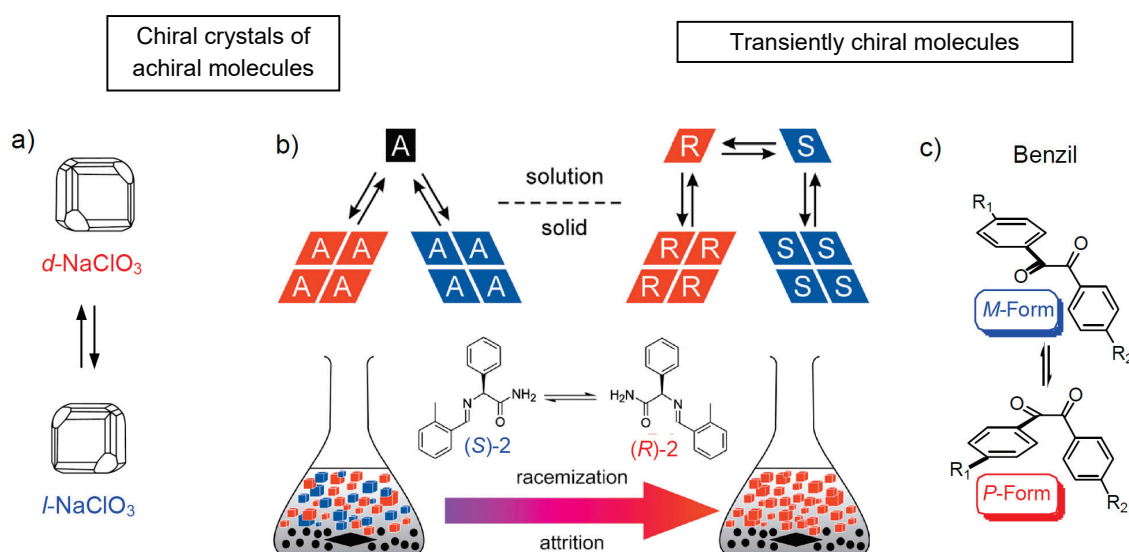 Chiral crystals of
achiral molecules
Transiently chiral molecules
a)
d-NaClO3
l-NaClO3
b)
A
R
S
solution
solid
A A
A A
A A
A A
R R
R R
S S
S S
N
NH2
O
(S)-2
H2N
O
N
(R)-2
racemization
attrition
c)
Benzil
R1
O
O
M-Form
R2
O
O
R1
P-Form
R2